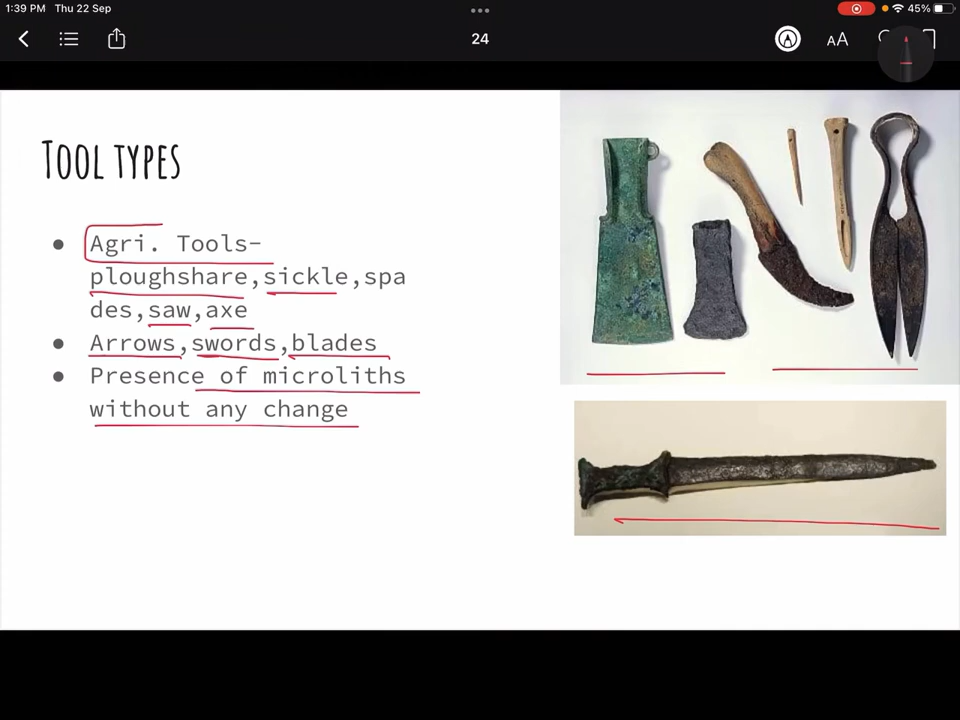 1:39 PM Thu 22 Sep
45%
24
AA
TOOL TYPES
● Agri. Tools-
ploughshare,sickle,spa
des,saw,axe
● Arrows,swords,blades
● Presence of microliths
without any change